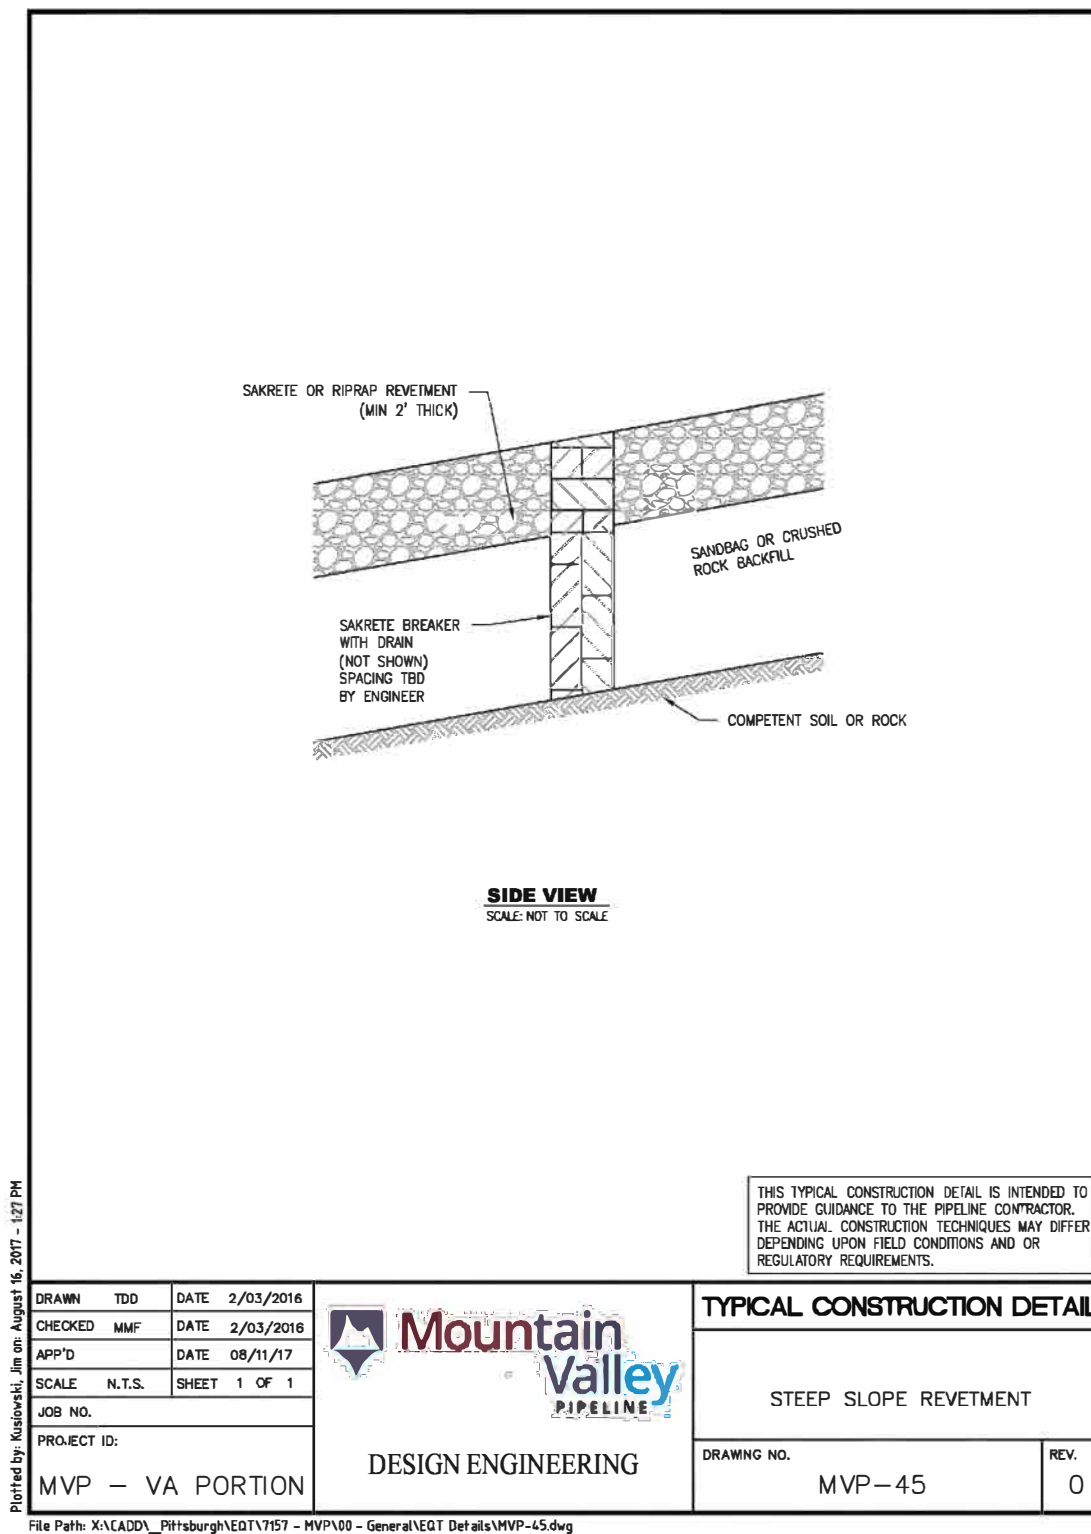 SAKRETE OR RIPRAP REVETMENT
(MIN 2' THICK)
SANDBAG OR CRUSHED
ROCK BACKFILL
SAKRETE BREAKER
WITH DRAIN
(NOT SHOWN)
SPACING TBD
BY ENGINEER
COMPETENT SOIL OR ROCK
SIDE VIEW
SCALE: NOT TO SCALE
THIS TYPICAL CONSTRUCTION DETAIL IS INTENDED TO
PROVIDE GUIDANCE TO THE PIPELINE CONTRACTOR.
THE ACTUAL CONSTRUCTION TECHNIQUES MAY DIFFER
DEPENDING UPON FIELD CONDITIONS AND OR
REGULATORY REQUIREMENTS.
DRAWN TDD DATE 2/03/2016
CHECKED MMF DATE 2/03/2016
APP'D DATE 08/11/17
SCALE N.T.S. SHEET 1 OF 1
JOB NO.
PROJECT ID:
MVP - VA PORTION
Mountain
Valley
PIPELINE
DESIGN ENGINEERING
TYPICAL CONSTRUCTION DETAIL
STEEP SLOPE REVETMENT
DRAWING NO.
MVP-45
REV.
0
Plotted by: Kusiowski, Jim on: August 16, 2017 - 1:27 PM
File Path: X:\CADD\_Pittsburgh\EQT\7157 - MVP\00 - General\EQT Details\MVP-45.dwg